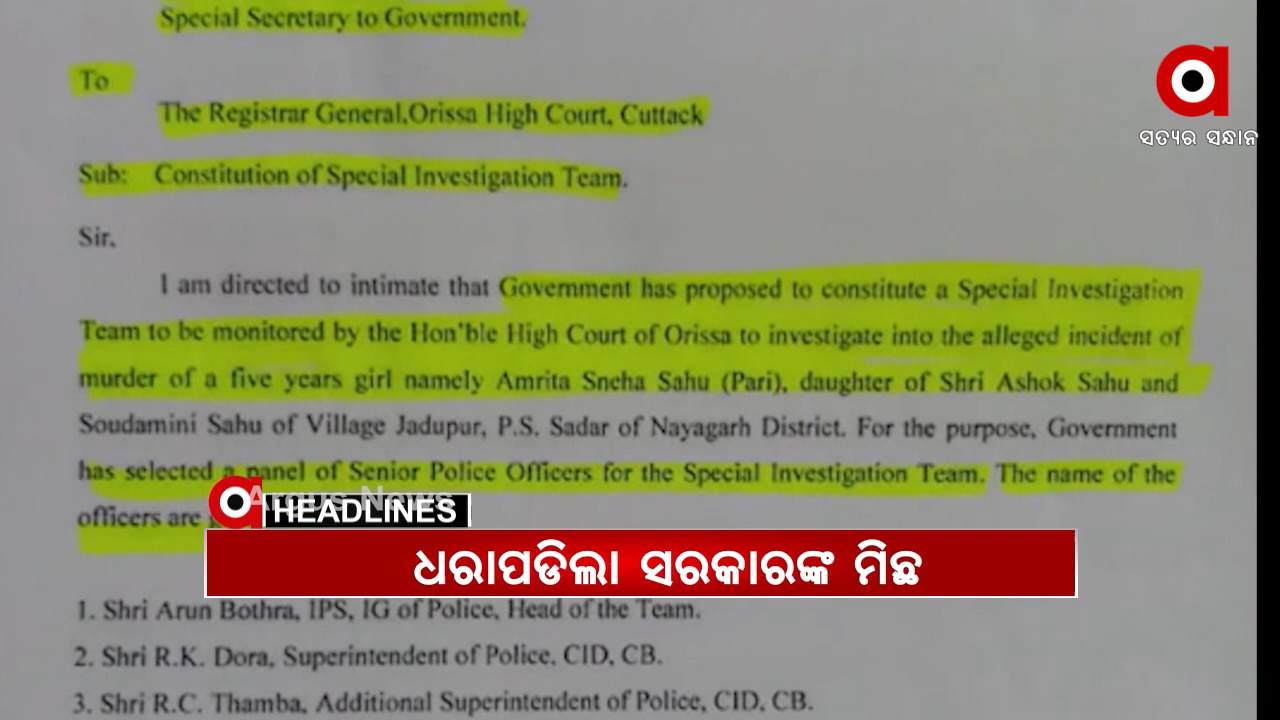 Special Secretary to Government.
To
The Registrar General,Orissa High Court, Cuttack
ସତ୍ୟର ସନ୍ଧାନ
Sub: Constitution of Special Investigation Team.
Sir,
I am directed to intimate that Government has proposed to constitute a Special Investigation
Team to be monitored by the Hon'ble High Court of Orissa to investigate into the alleged incident of
murder of a five years girl namely Amrita Sneha Sahu (Pari), daughter of Shri Ashok Sahu and
Soudamini Sahu of Village Jadupur, P.S. Sadar of Nayagarh District. For the purpose, Government
has selected a panel of Senior Police Officers for the Special Investigation Team. The name of the
officers are
Argus News
HEADLINES
ଧରାପଡିଲା ସରକାରଙ୍କ ମିଛ
1. Shri Arun Bothra, IPS, IG of Police, Head of the Team.
2. Shri R.K. Dora, Superintendent of Police, CID, CB.
3. Shri R.C. Thamba, Additional Superintendent of Police, CID, CB.